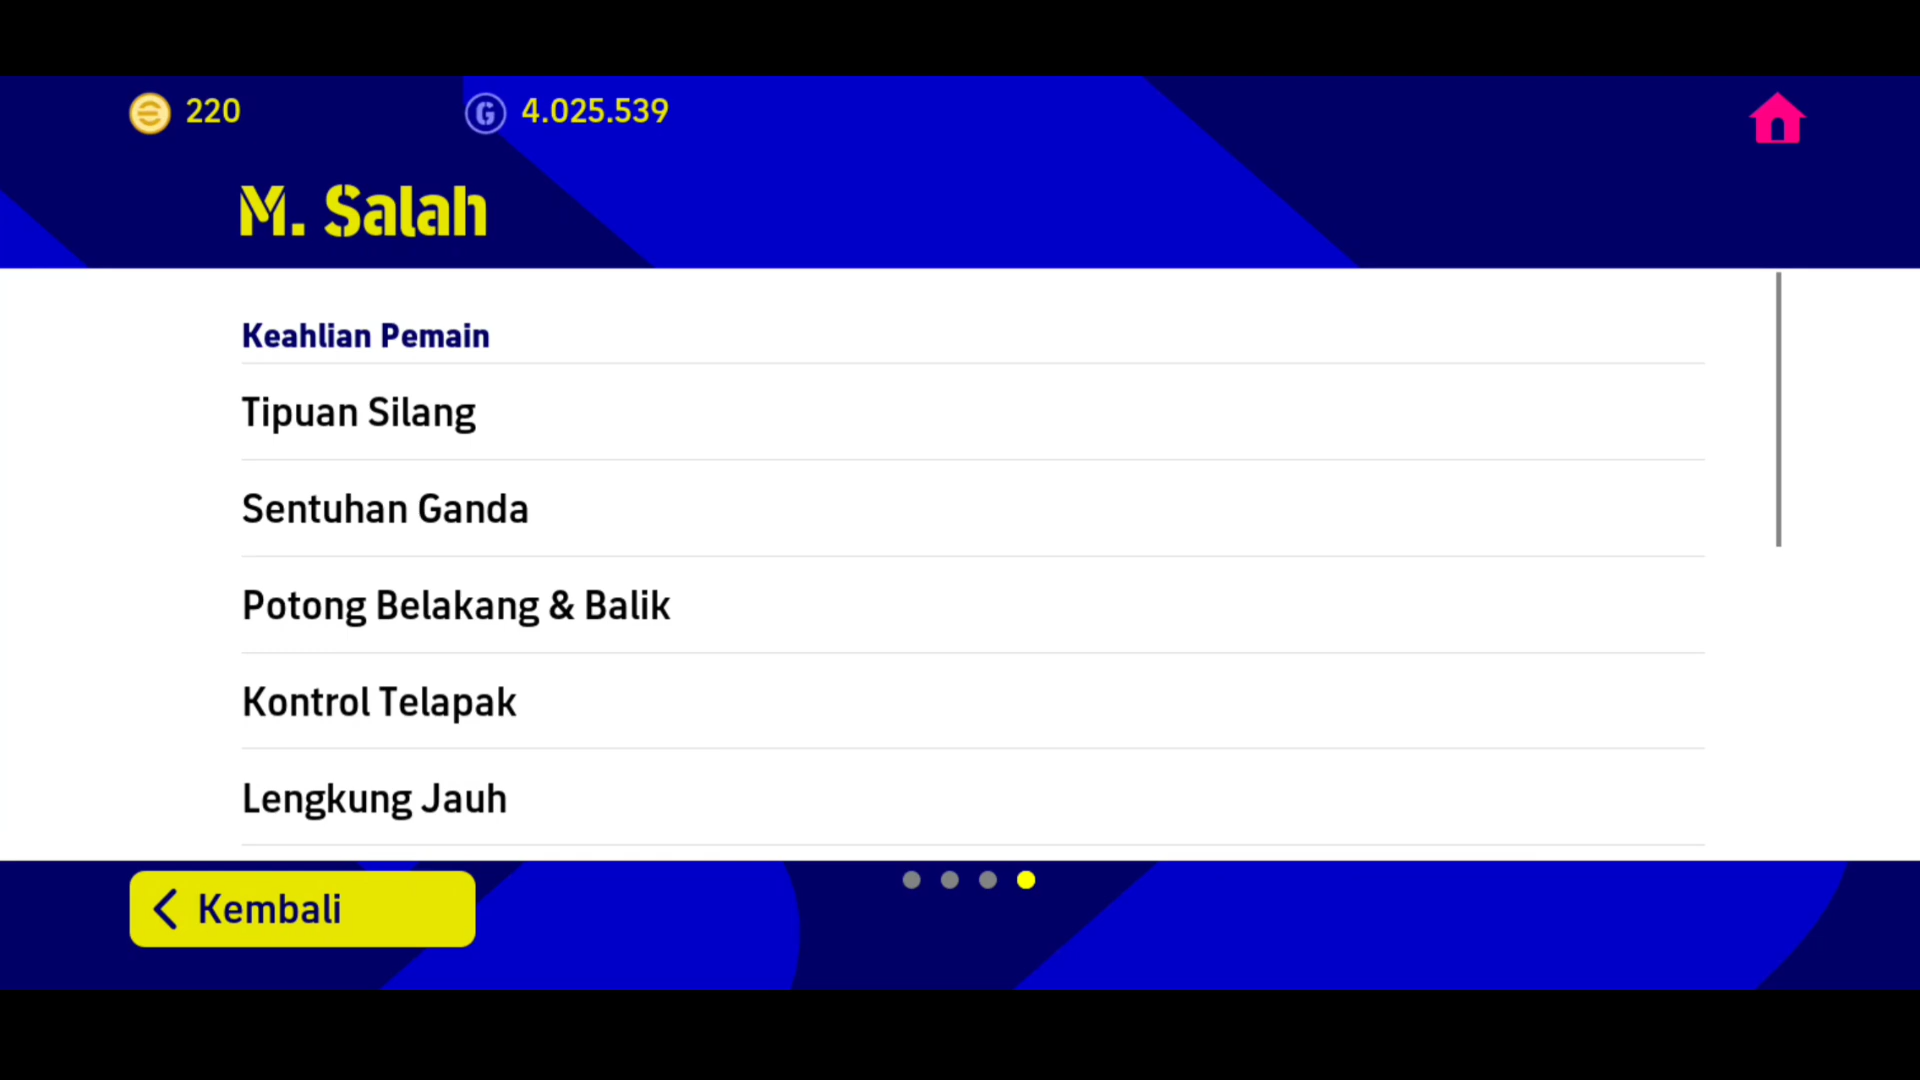 220
4.025.539
M. Salah
Keahlian Pemain
Tipuan Silang
Sentuhan Ganda
Potong Belakang & Balik
Kontrol Telapak
Lengkung Jauh
Kembali